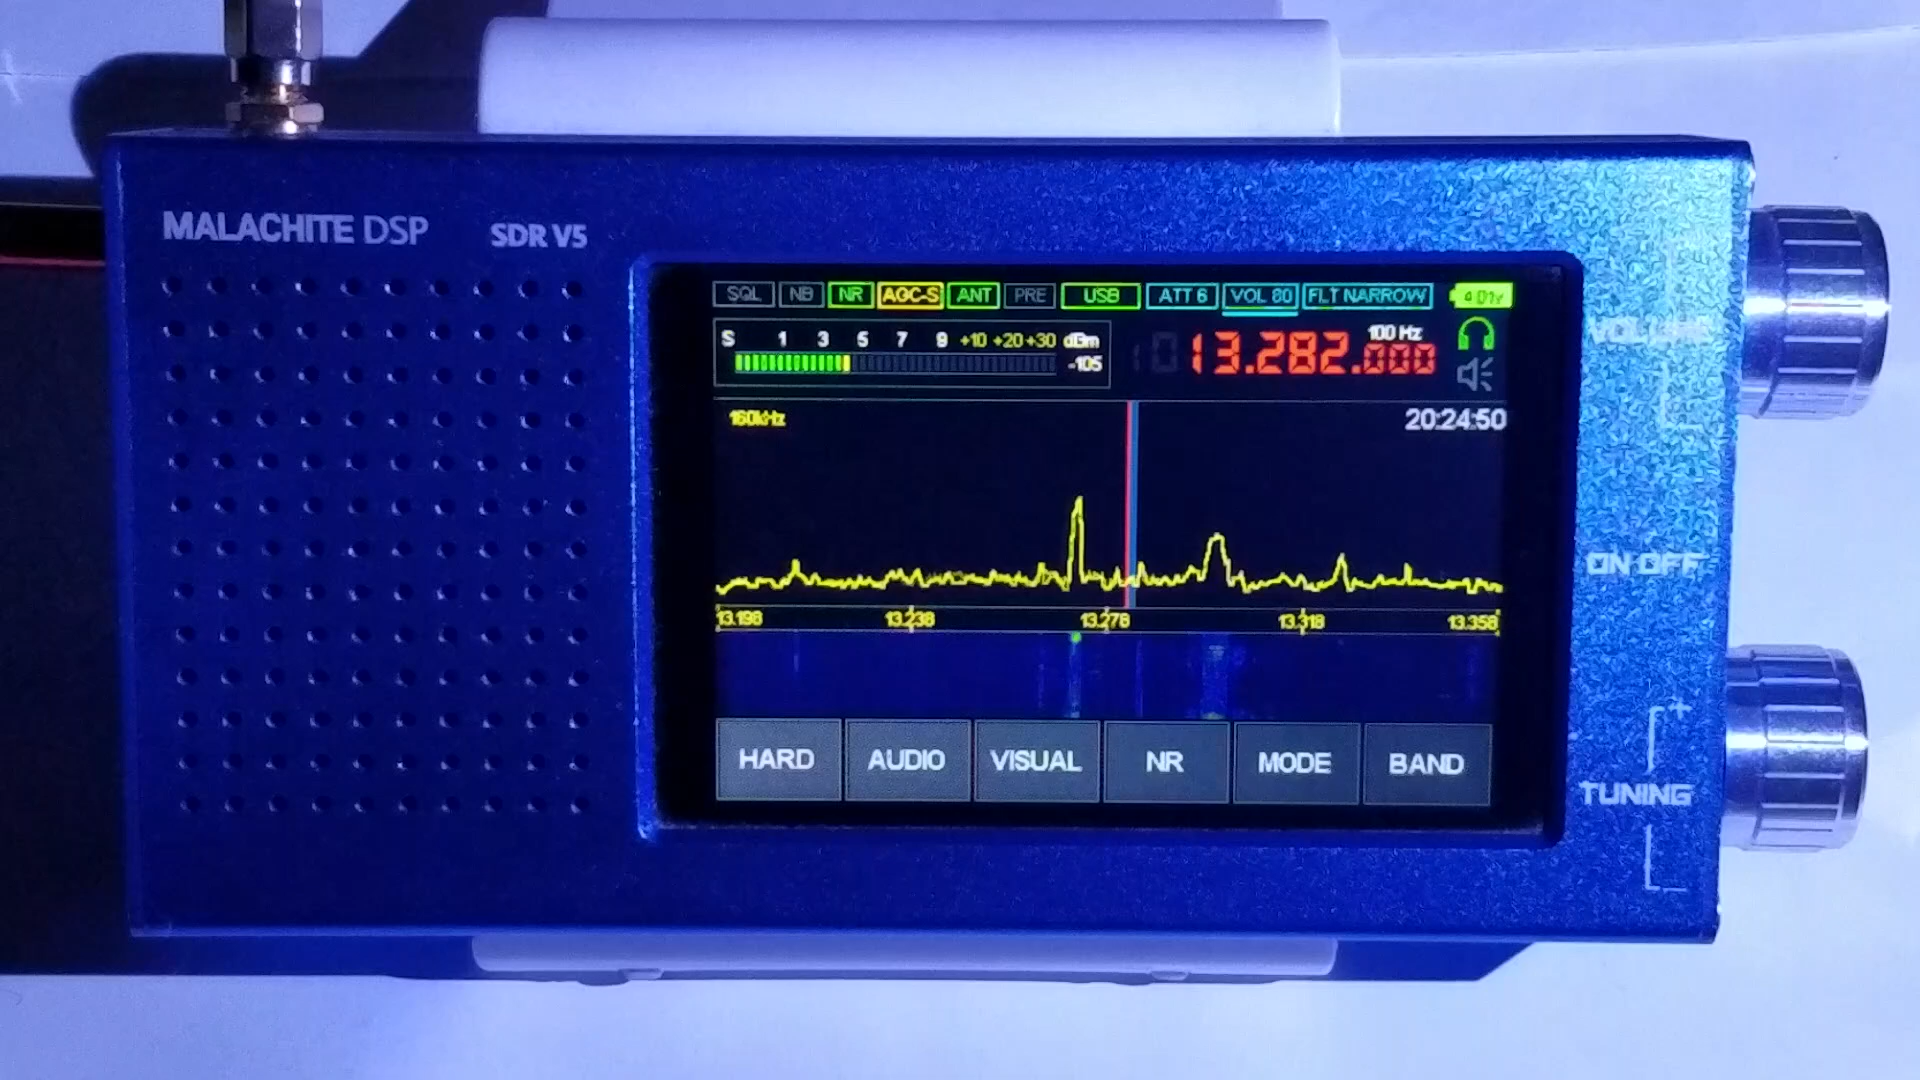 MALACHITE DSP SDR V5
SQL NB NR AGC-S ANT PRE USB ATT 6 VOL 80 FLT NARROW 4.01v
S 1 3 5 7 9 +10 +20 +30 dBm
-105
100 Hz
13.282.000
160kHz
20:24:50
13.198 13.238 13.278 13.318 13.358
HARD AUDIO VISUAL NR MODE BAND
VOLUME
ON OFF
+
TUNING
-